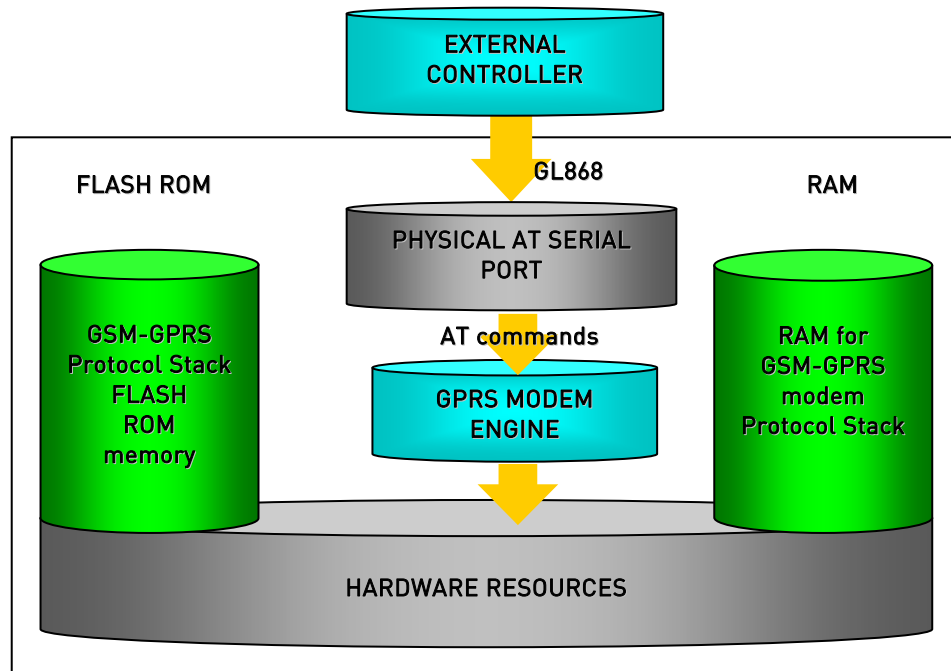 EXTERNAL
CONTROLLER
GL868
FLASH ROM
RAM
PHYSICAL AT SERIAL
PORT
GSM-GPRS
Protocol Stack
FLASH
ROM
memory
AT commands
GPRS MODEM
ENGINE
RAM for
GSM-GPRS
modem
Protocol Stack
HARDWARE RESOURCES